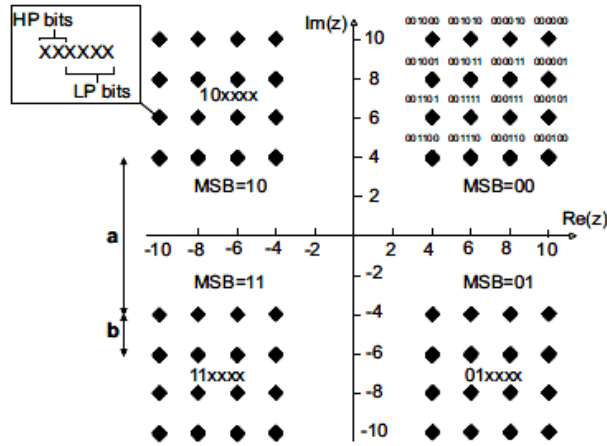 HP bits
XXXXXX
LP bits
Im(z)
10
8
6
4
2
001000 001010 000010 000000
001001 001011 000011 000001
001101 001111 000111 000101
001100 001110 000110 000100
10xxxx
MSB=10
MSB=00
Re(z)
a
-10 -8 -6 -4 -2 2 4 6 8 10
MSB=11
-2
MSB=01
-4
b
-6
11xxxx
01xxxx
-8
-10